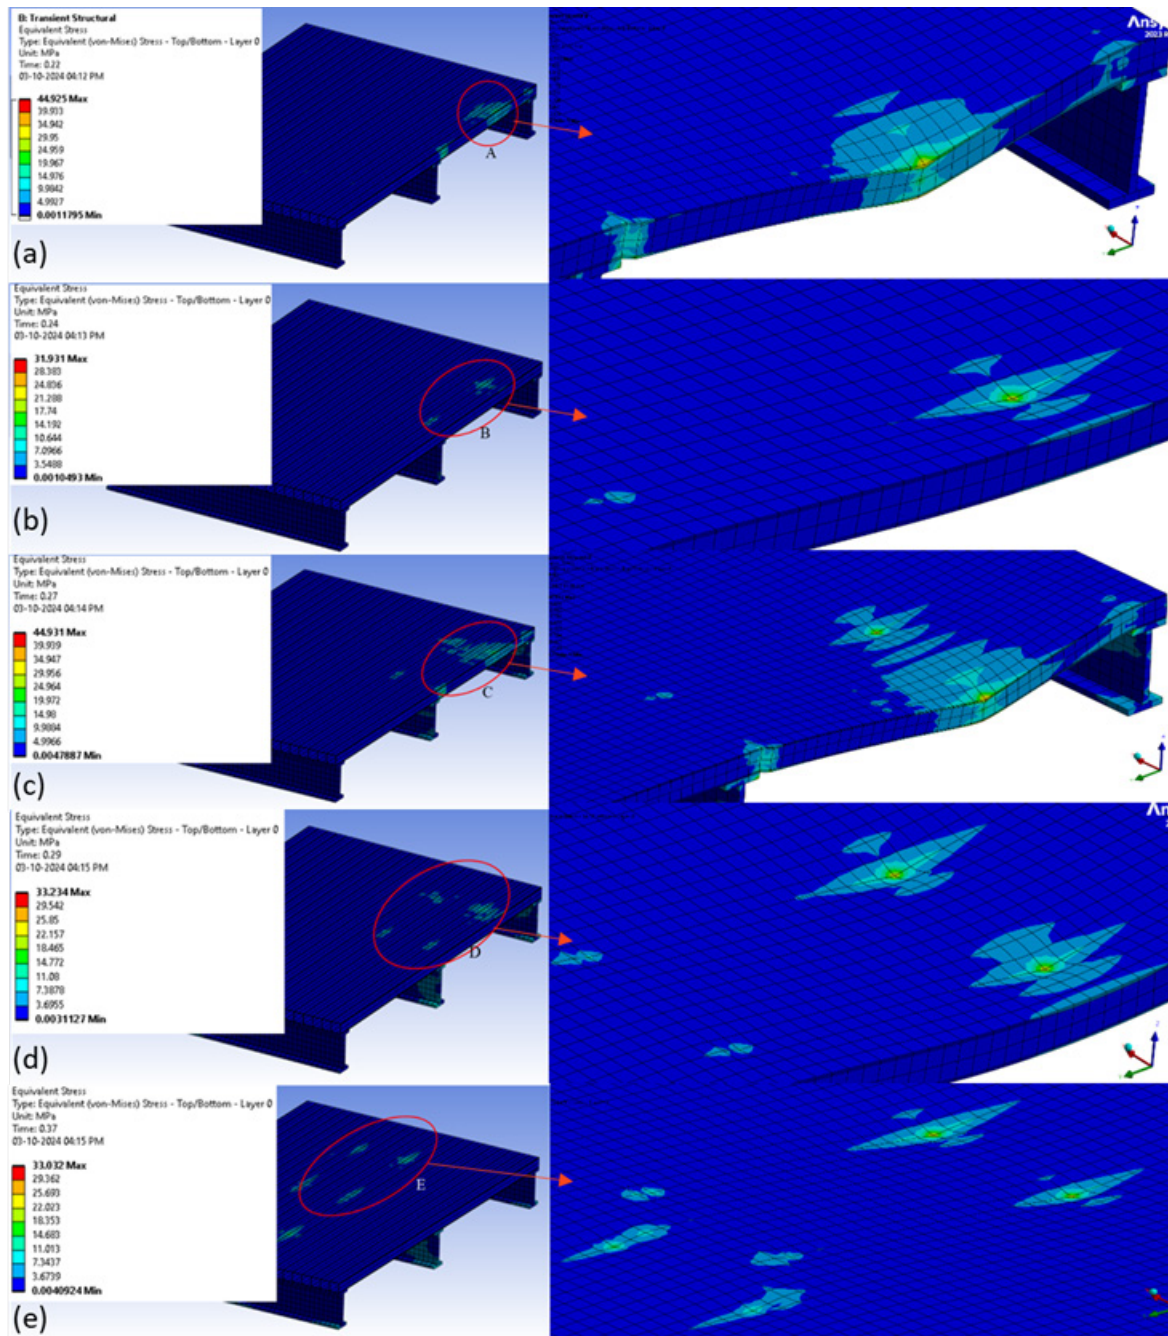 B: Transient Structural
Equivalent Stress
Type: Equivalent (von-Mises) Stress - Top/Bottom - Layer 0
Unit: MPa
Time: 0.22
03-10-2024 04:12 PM
44.925 Max
39.933
34.942
29.95
24.959
19.967
14.976
9.9842
4.9927
0.0011795 Min
A
(a)
Ansy
2023 R
Equivalent Stress
Type: Equivalent (von-Mises) Stress - Top/Bottom - Layer 0
Unit: MPa
Time: 0.24
03-10-2024 04:13 PM
31.931 Max
28.383
24.836
21.288
17.74
14.192
10.644
7.0966
3.5488
0.0010493 Min
B
(b)
Equivalent Stress
Type: Equivalent (von-Mises) Stress - Top/Bottom - Layer 0
Unit: MPa
Time: 0.27
03-10-2024 04:14 PM
44.931 Max
39.939
34.947
29.956
24.964
19.972
14.98
9.9884
4.9966
0.0047887 Min
C
(c)
Equivalent Stress
Type: Equivalent (von-Mises) Stress - Top/Bottom - Layer 0
Unit: MPa
Time: 0.29
03-10-2024 04:15 PM
33.234 Max
29.542
25.85
22.157
18.465
14.772
11.08
7.3878
3.6955
0.0031127 Min
D
(d)
An
Equivalent Stress
Type: Equivalent (von-Mises) Stress - Top/Bottom - Layer 0
Unit: MPa
Time: 0.37
03-10-2024 04:15 PM
33.032 Max
29.362
25.693
22.023
18.353
14.683
11.013
7.3437
3.6739
0.0040924 Min
E
(e)